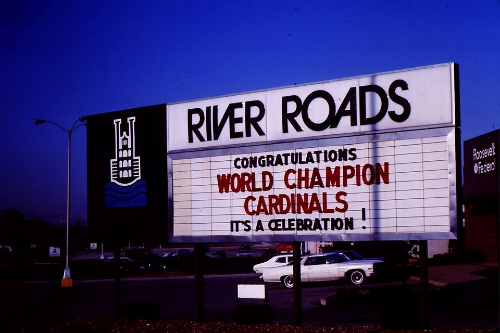 RIVER ROADS
CONGRATULATIONS
WORLD CHAMPION
CARDINALS
IT'S A CELEBRATION !
Roosevelt
Federal